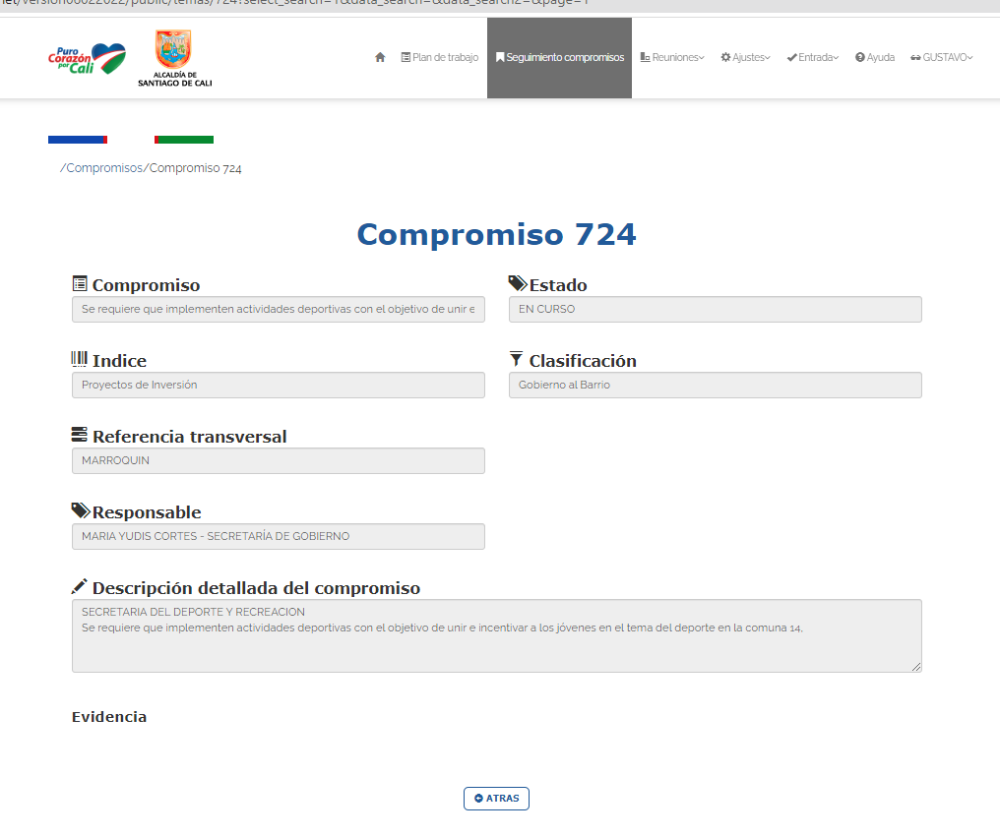 net/version06022022/public/temas/724?select_search=1&data_search=&data_search2=&page=1
Puro
Corazón
por Cali
ALCALDÍA DE
SANTIAGO DE CALI
Plan de trabajo
Seguimiento compromisos
Reuniones
Ajustes
Entrada
Ayuda
GUSTAVO
/Compromisos/Compromiso 724
Compromiso 724
Compromiso
Se requiere que implementen actividades deportivas con el objetivo de unir e
Estado
EN CURSO
Indice
Proyectos de Inversión
Clasificación
Gobierno al Barrio
Referencia transversal
MARROQUIN
Responsable
MARIA YUDIS CORTES - SECRETARÍA DE GOBIERNO
Descripción detallada del compromiso
SECRETARIA DEL DEPORTE Y RECREACION
Se requiere que implementen actividades deportivas con el objetivo de unir e incentivar a los jóvenes en el tema del deporte en la comuna 14,
Evidencia
ATRAS